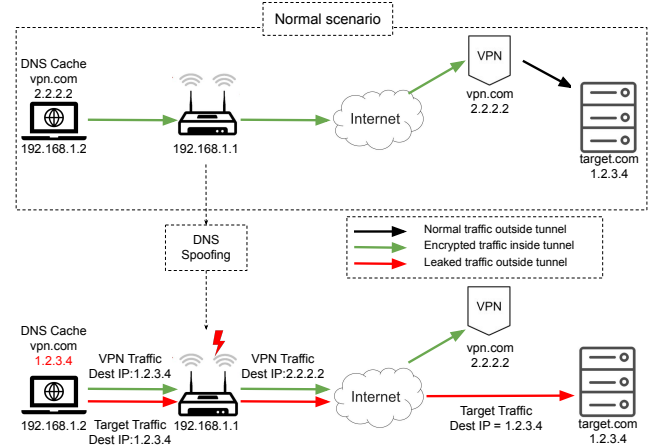 Normal scenario
DNS Cache
vpn.com
2.2.2.2
192.168.1.2
192.168.1.1
Internet
VPN
vpn.com
2.2.2.2
target.com
1.2.3.4
DNS
Spoofing
Normal traffic outside tunnel
Encrypted traffic inside tunnel
Leaked traffic outside tunnel
DNS Cache
vpn.com
1.2.3.4
192.168.1.2
VPN Traffic
Dest IP:1.2.3.4
Target Traffic
Dest IP:1.2.3.4
192.168.1.1
VPN Traffic
Dest IP:2.2.2.2
Internet
VPN
vpn.com
2.2.2.2
Target Traffic
Dest IP = 1.2.3.4
target.com
1.2.3.4